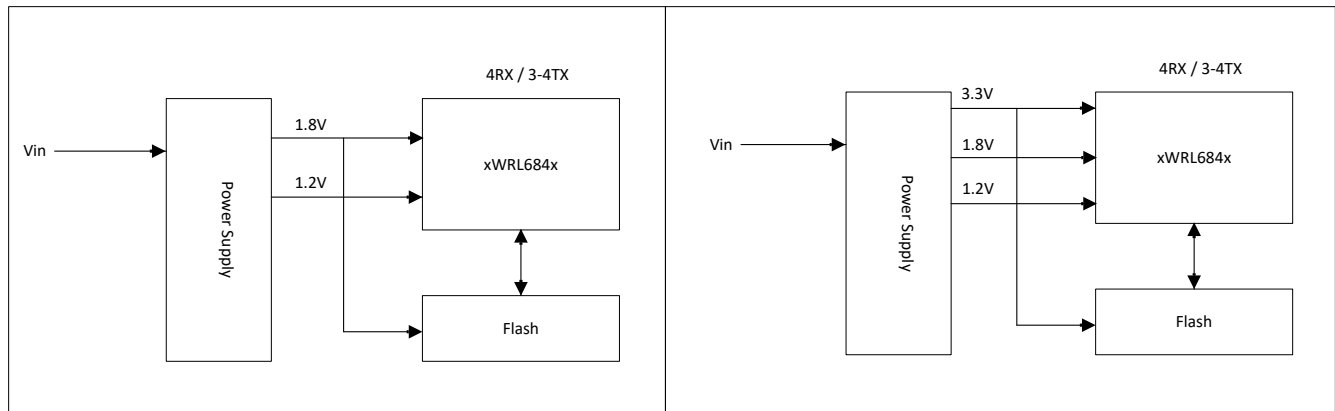 4RX / 3-4TX
1.8V
Vin
xWRL684x
1.2V
Power Supply
Flash
4RX / 3-4TX
3.3V
Vin
1.8V
xWRL684x
1.2V
Power Supply
Flash